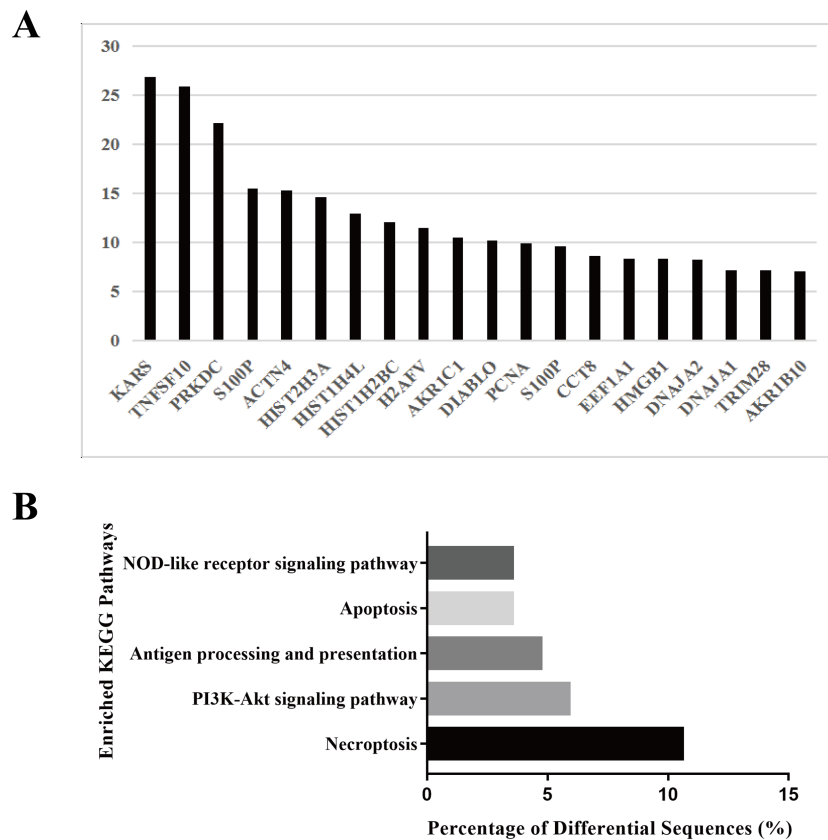 A
30
25
20
15
10
5
0
KARS
TNFSF10
PRKDC
S100P
ACTN4
HIST2H3A
HIST1H4L
HIST1H2BC
H2AFV
AKR1C1
DIABLO
PCNA
S100P
CCT8
EEF1A1
HMGB1
DNAJA2
DNAJA1
TRIM28
AKR1B10
B
Enriched KEGG Pathways
NOD-like receptor signaling pathway
Apoptosis
Antigen processing and presentation
PI3K-Akt signaling pathway
Necroptosis
0 5 10 15
Percentage of Differential Sequences (%)